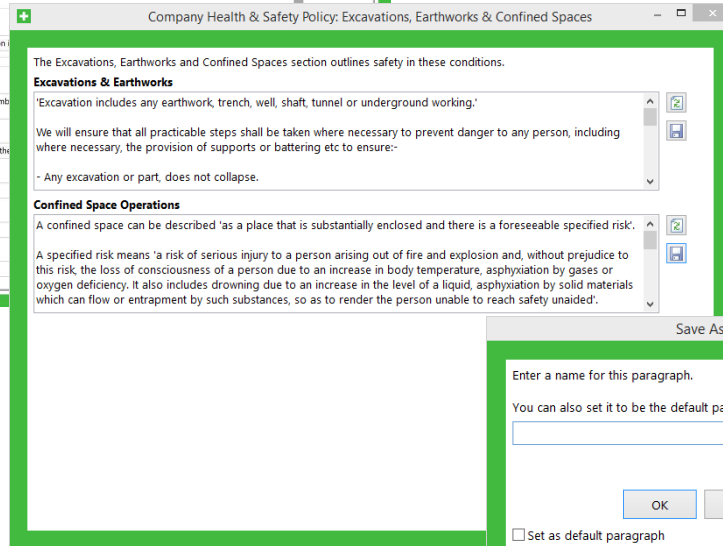 Company Health & Safety Policy: Excavations, Earthworks & Confined Spaces
The Excavations, Earthworks and Confined Spaces section outlines safety in these conditions.
Excavations & Earthworks
'Excavation includes any earthwork, trench, well, shaft, tunnel or underground working.'
We will ensure that all practicable steps shall be taken where necessary to prevent danger to any person, including
where necessary, the provision of supports or battering etc to ensure:-
- Any excavation or part, does not collapse.
Confined Space Operations
A confined space can be described 'as a place that is substantially enclosed and there is a foreseeable specified risk'.
A specified risk means 'a risk of serious injury to a person arising out of fire and explosion and, without prejudice to
this risk, the loss of consciousness of a person due to an increase in body temperature, asphyxiation by gases or
oxygen deficiency. It also includes drowning due to an increase in the level of a liquid, asphyxiation by solid materials
which can flow or entrapment by such substances, so as to render the person unable to reach safety unaided'.
Save As
Enter a name for this paragraph.
You can also set it to be the default pa
OK
Set as default paragraph